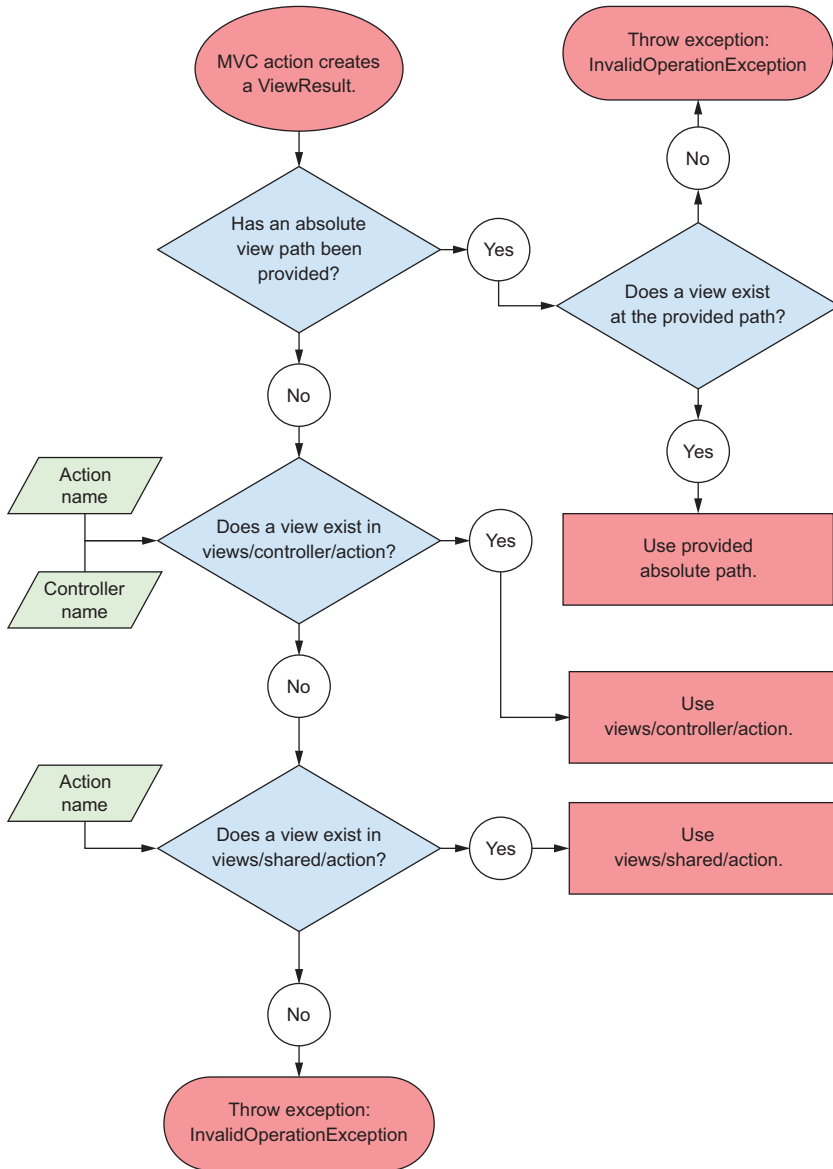 MVC action creates
a ViewResult.
Throw exception:
InvalidOperationException
No
Has an absolute
view path been
provided?
Yes
Does a view exist
at the provided path?
No
Yes
Action
name
Does a view exist in
views/controller/action?
Yes
Use provided
absolute path.
Controller
name
No
Use
views/controller/action.
Action
name
Does a view exist in
views/shared/action?
Yes
Use
views/shared/action.
No
Throw exception:
InvalidOperationException